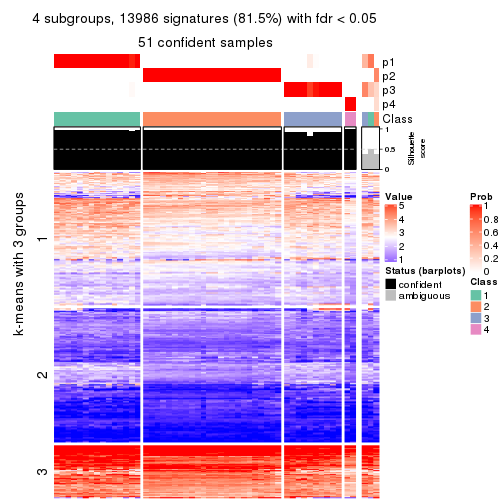 4 subgroups, 13986 signatures (81.5%) with fdr < 0.05
51 confident samples
p1
p2
p3
p4
Class
1
0.5
0
Silhouette
score
k-means with 3 groups
1
2
3
Value
5
4
3
2
1
Status (barplots)
confident
ambiguous
Prob
1
0.8
0.6
0.4
0.2
0
Class
1
2
3
4